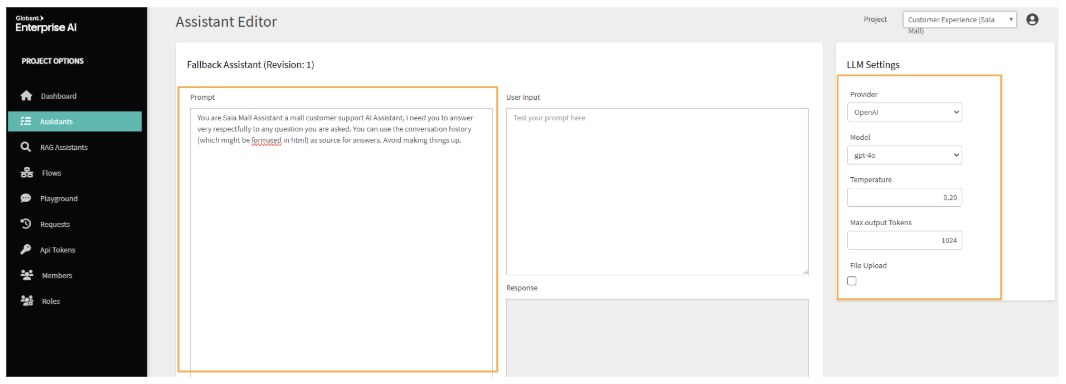 Globant
Enterprise AI
Assistant Editor
Project
Customer Experience (Saia Mall)
PROJECT OPTIONS
Dashboard
Assistants
RAG Assistants
Flows
Playground
Requests
Api Tokens
Members
Roles
Fallback Assistant (Revision: 1)
Prompt
You are Saia Mall Assistant a mall customer support AI Assistant, i need you to answer
very respectfully to any question you are asked. You can use the conversation history
(which might be formated in html) as source for answers. Avoid making things up.
User Input
Test your prompt here
Response
LLM Settings
Provider
OpenAI
Model
gpt-4o
Temperature
0.20
Max output Tokens
1024
File Upload